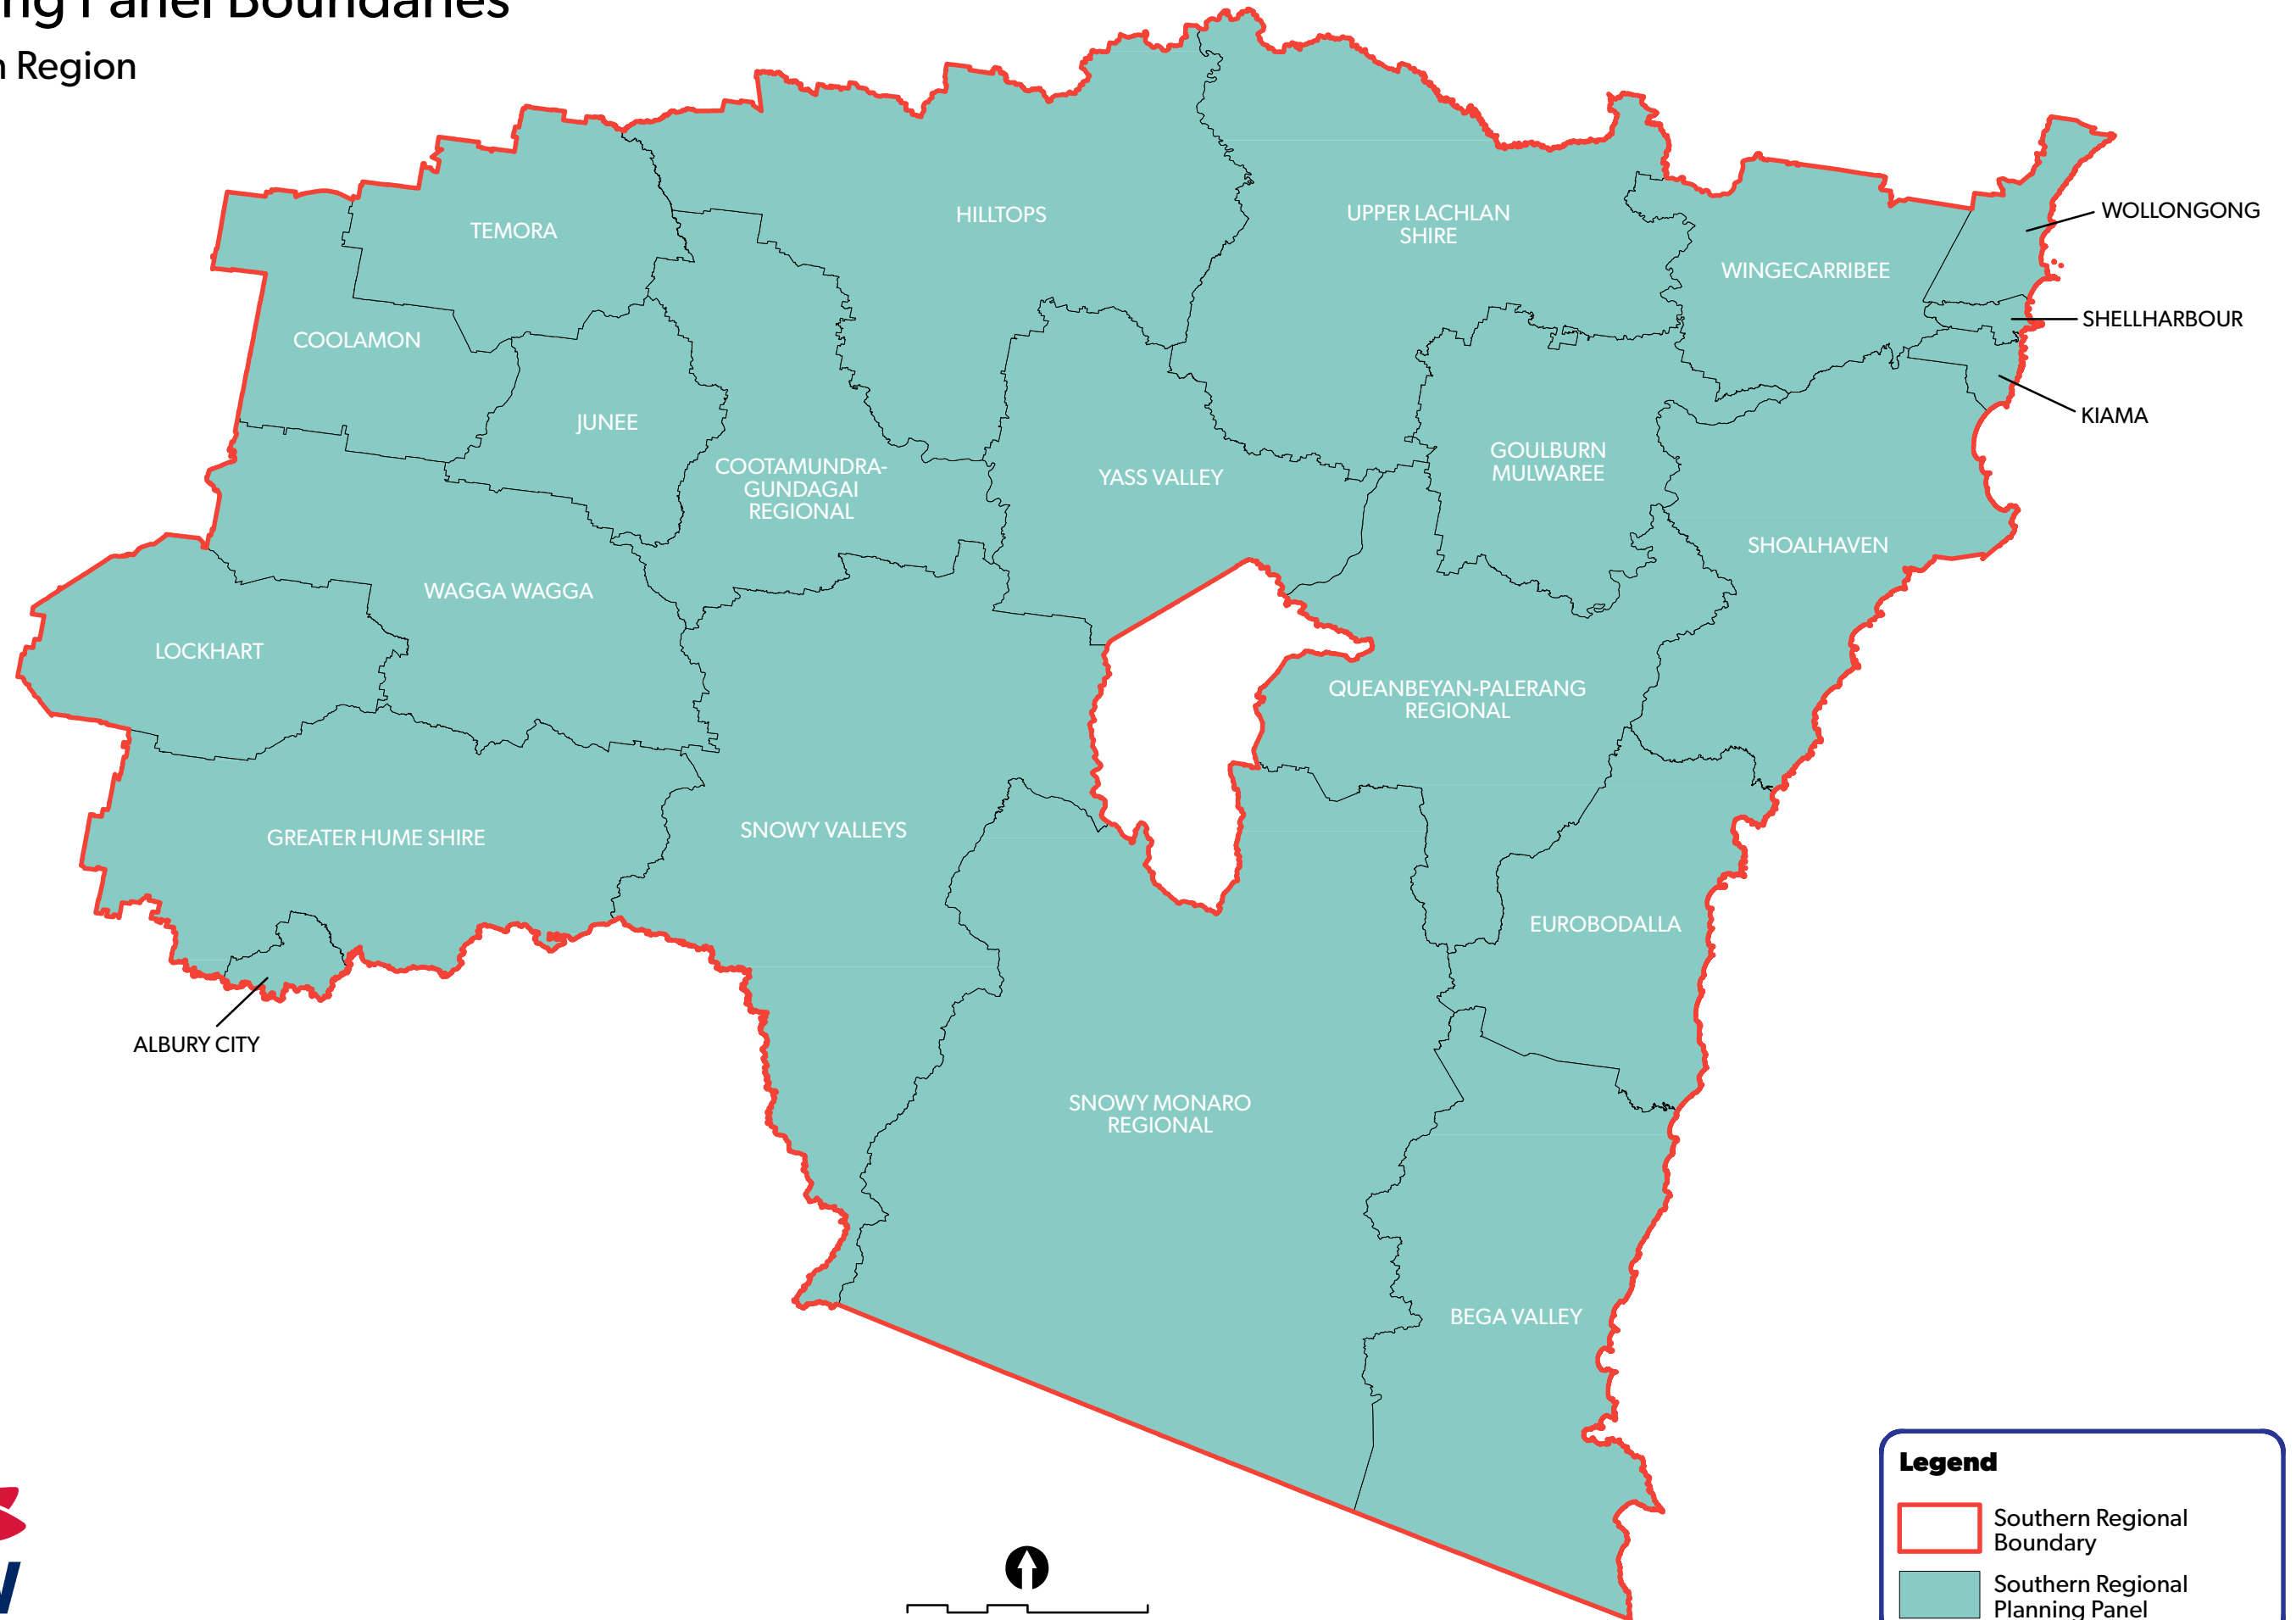 ng Panel Boundaries
n Region
TEMORA
HILLTOPS
UPPER LACHLAN
SHIRE
WOLLONGONG
WINGECARRIBEE
SHELLHARBOUR
COOLAMON
KIAMA
JUNEE
COOTAMUNDRA-
GUNDAGAI
REGIONAL
YASS VALLEY
GOULBURN
MULWAREE
SHOALHAVEN
WAGGA WAGGA
LOCKHART
QUEANBEYAN-PALERANG
REGIONAL
GREATER HUME SHIRE
SNOWY VALLEYS
EUROBODALLA
ALBURY CITY
SNOWY MONARO
REGIONAL
BEGA VALLEY
Legend
Southern Regional
Boundary
Southern Regional
Planning Panel